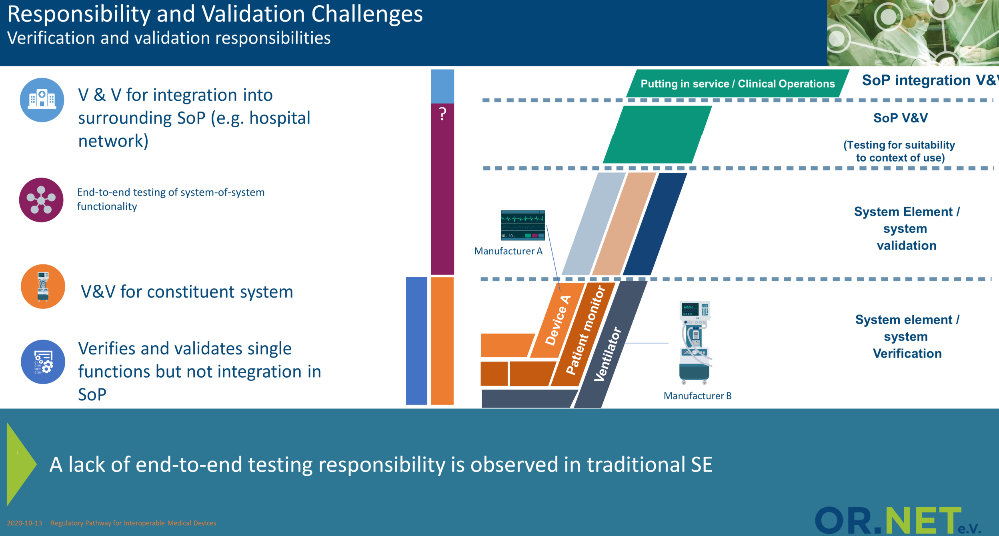 Responsibility and Validation Challenges
Verification and validation responsibilities
V & V for integration into
surrounding SoP (e.g. hospital
network)
End-to-end testing of system-of-system
functionality
V&V for constituent system
Verifies and validates single
functions but not integration in
SoP
01
0110
0001
01101
?
Putting in service / Clinical Operations
SoP integration V&V
SoP V&V
(Testing for suitability
to context of use)
System Element /
system
validation
10 10
Manufacturer A
Device A
Patient monitor
Ventilator
Manufacturer B
System element /
system
Verification
A lack of end-to-end testing responsibility is observed in traditional SE
2020-10-13 Regulatory Pathway for Interoperable Medical Devices
OR.NET e.V.